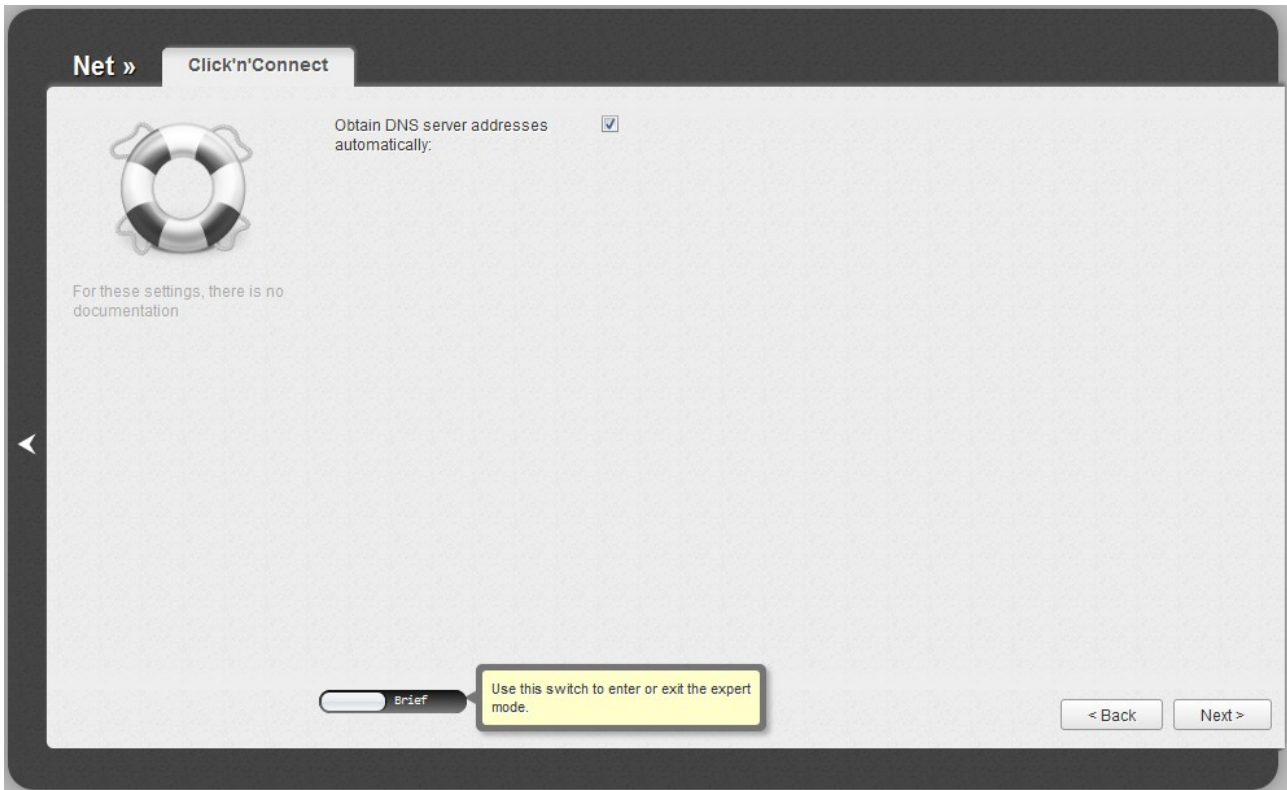 Net »
Click'n'Connect
Obtain DNS server addresses
automatically:
For these settings, there is no
documentation
Brief
Use this switch to enter or exit the expert
mode.
< Back
Next >